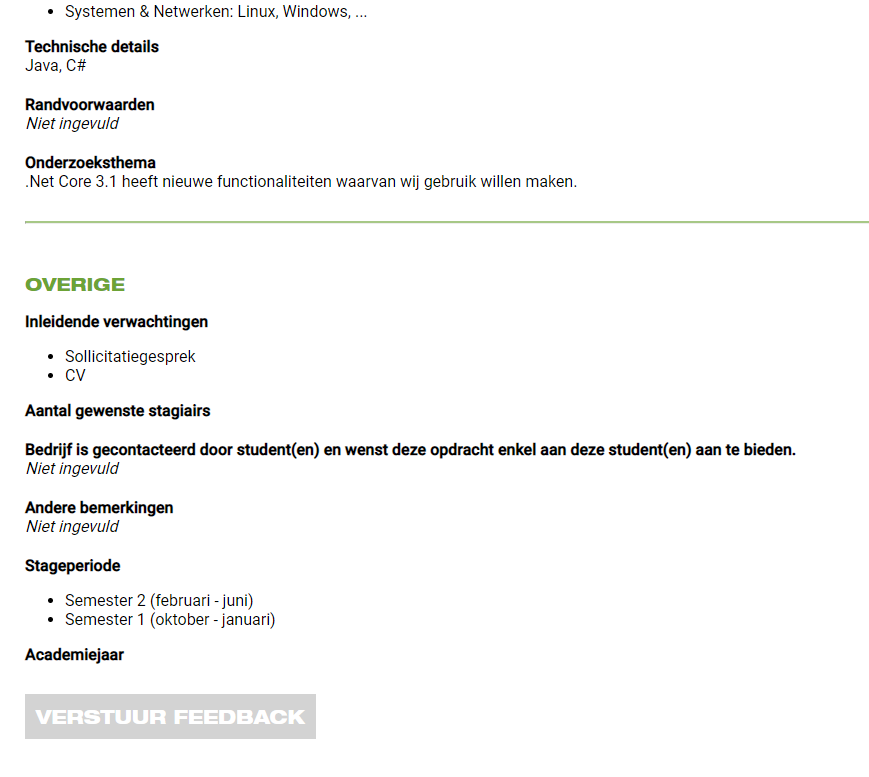 • Systemen & Netwerken: Linux, Windows, ...
Technische details
Java, C#
Randvoorwaarden
Niet ingevuld
Onderzoeksthema
.Net Core 3.1 heeft nieuwe functionaliteiten waarvan wij gebruik willen maken.
OVERIGE
Inleidende verwachtingen
• Sollicitatiegesprek
• CV
Aantal gewenste stagiairs
Bedrijf is gecontacteerd door student(en) en wenst deze opdracht enkel aan deze student(en) aan te bieden.
Niet ingevuld
Andere bemerkingen
Niet ingevuld
Stageperiode
• Semester 2 (februari - juni)
• Semester 1 (oktober - januari)
Academiejaar
VERSTUUR FEEDBACK